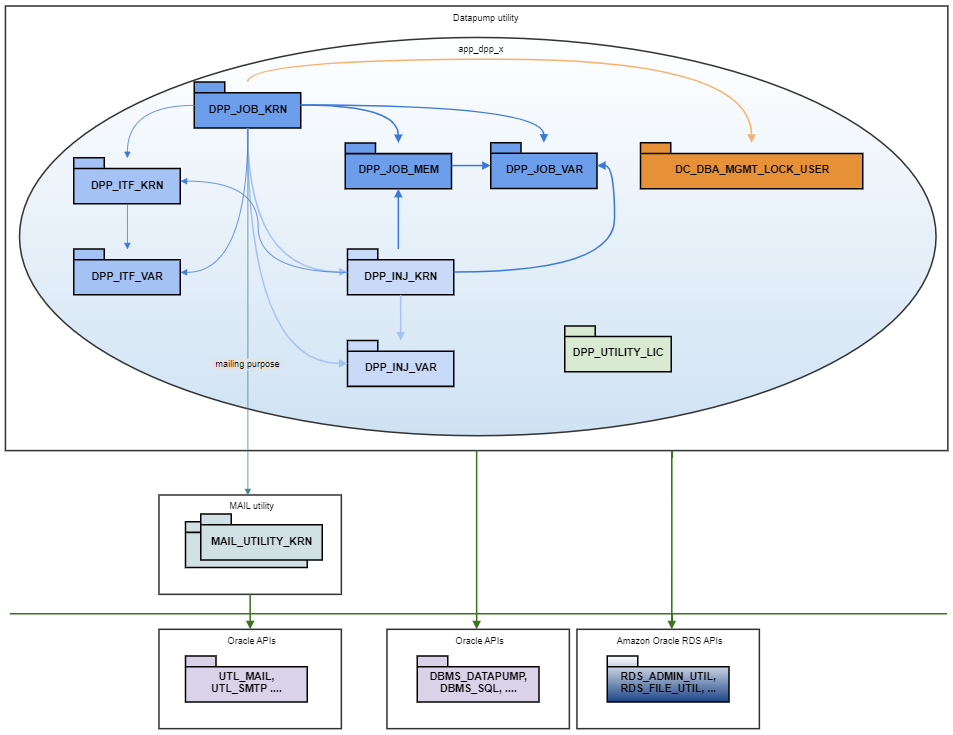 Datapump utility
app_dpp_x
DPP_JOB_KRN
DPP_JOB_MEM
DPP_JOB_VAR
DC_DBA_MGMT_LOCK_USER
DPP_ITF_KRN
DPP_ITF_VAR
DPP_INJ_KRN
DPP_UTILITY_LIC
mailing purpose
DPP_INJ_VAR
MAIL utility
MAIL_UTILITY_KRN
Oracle APIs
UTL_MAIL,
UTL_SMTP ....
Oracle APIs
DBMS_DATAPUMP,
DBMS_SQL, ....
Amazon Oracle RDS APIs
RDS_ADMIN_UTIL,
RDS_FILE_UTIL, ...